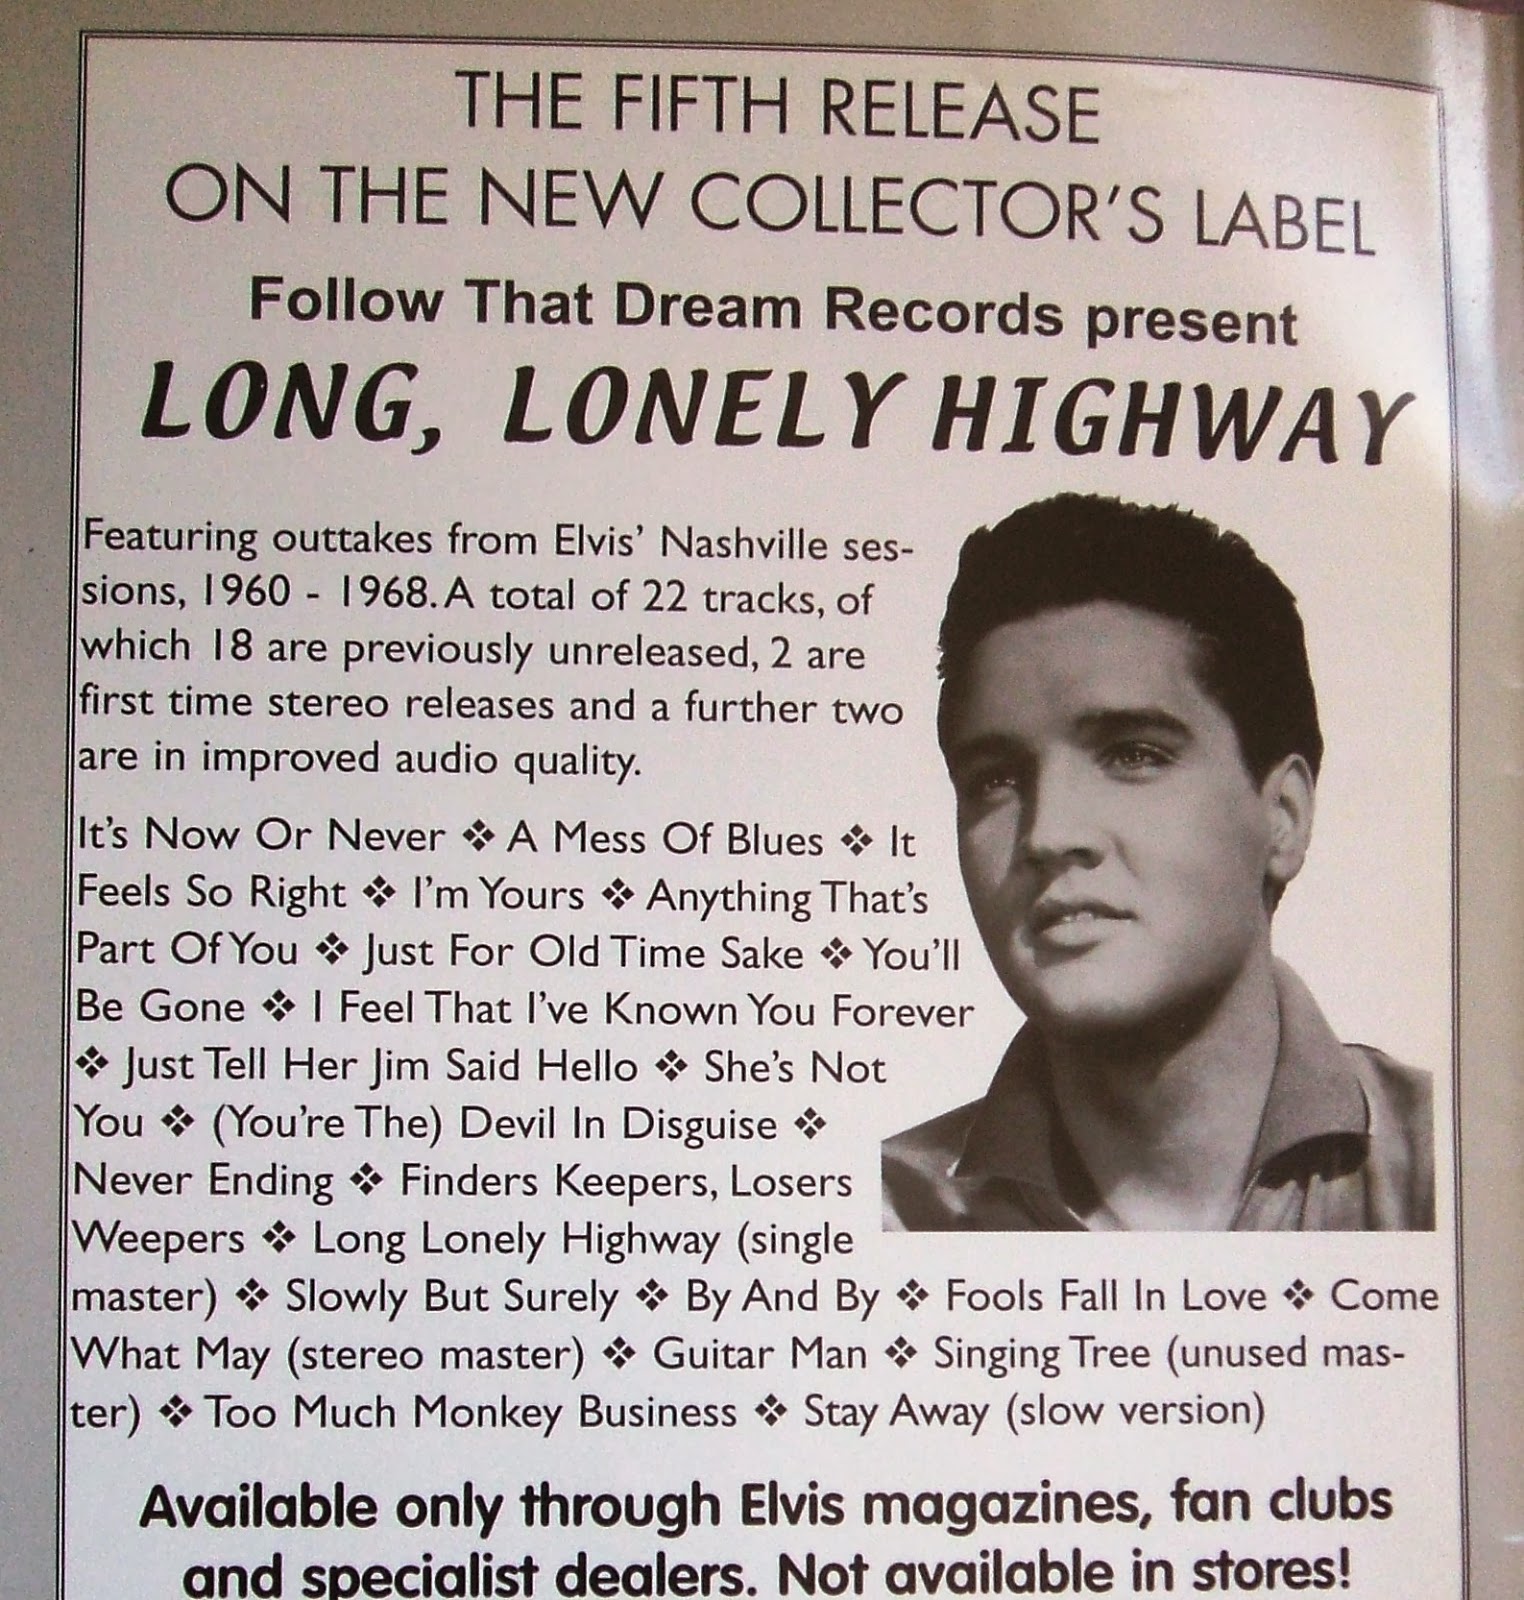 THE FIFTH RELEASE
ON THE NEW COLLECTOR'S LABEL
Follow That Dream Records present
LONG, LONELY HIGHWAY
Featuring outtakes from Elvis' Nashville ses-
sions, 1960 - 1968. A total of 22 tracks, of
which 18 are previously unreleased, 2 are
first time stereo releases and a further two
are in improved audio quality.
It's Now Or Never ❖ A Mess Of Blues ❖ It
Feels So Right ❖ I'm Yours ❖ Anything That's
Part Of You ❖ Just For Old Time Sake ❖ You'll
Be Gone ❖ I Feel That I've Known You Forever
❖ Just Tell Her Jim Said Hello ❖ She's Not
You ❖ (You're The) Devil In Disguise ❖
Never Ending ❖ Finders Keepers, Losers
Weepers ❖ Long Lonely Highway (single
master) ❖ Slowly But Surely ❖ By And By ❖ Fools Fall In Love ❖ Come
What May (stereo master) ❖ Guitar Man ❖ Singing Tree (unused mas-
ter) ❖ Too Much Monkey Business ❖ Stay Away (slow version)
Available only through Elvis magazines, fan clubs
and specialist dealers. Not available in stores!